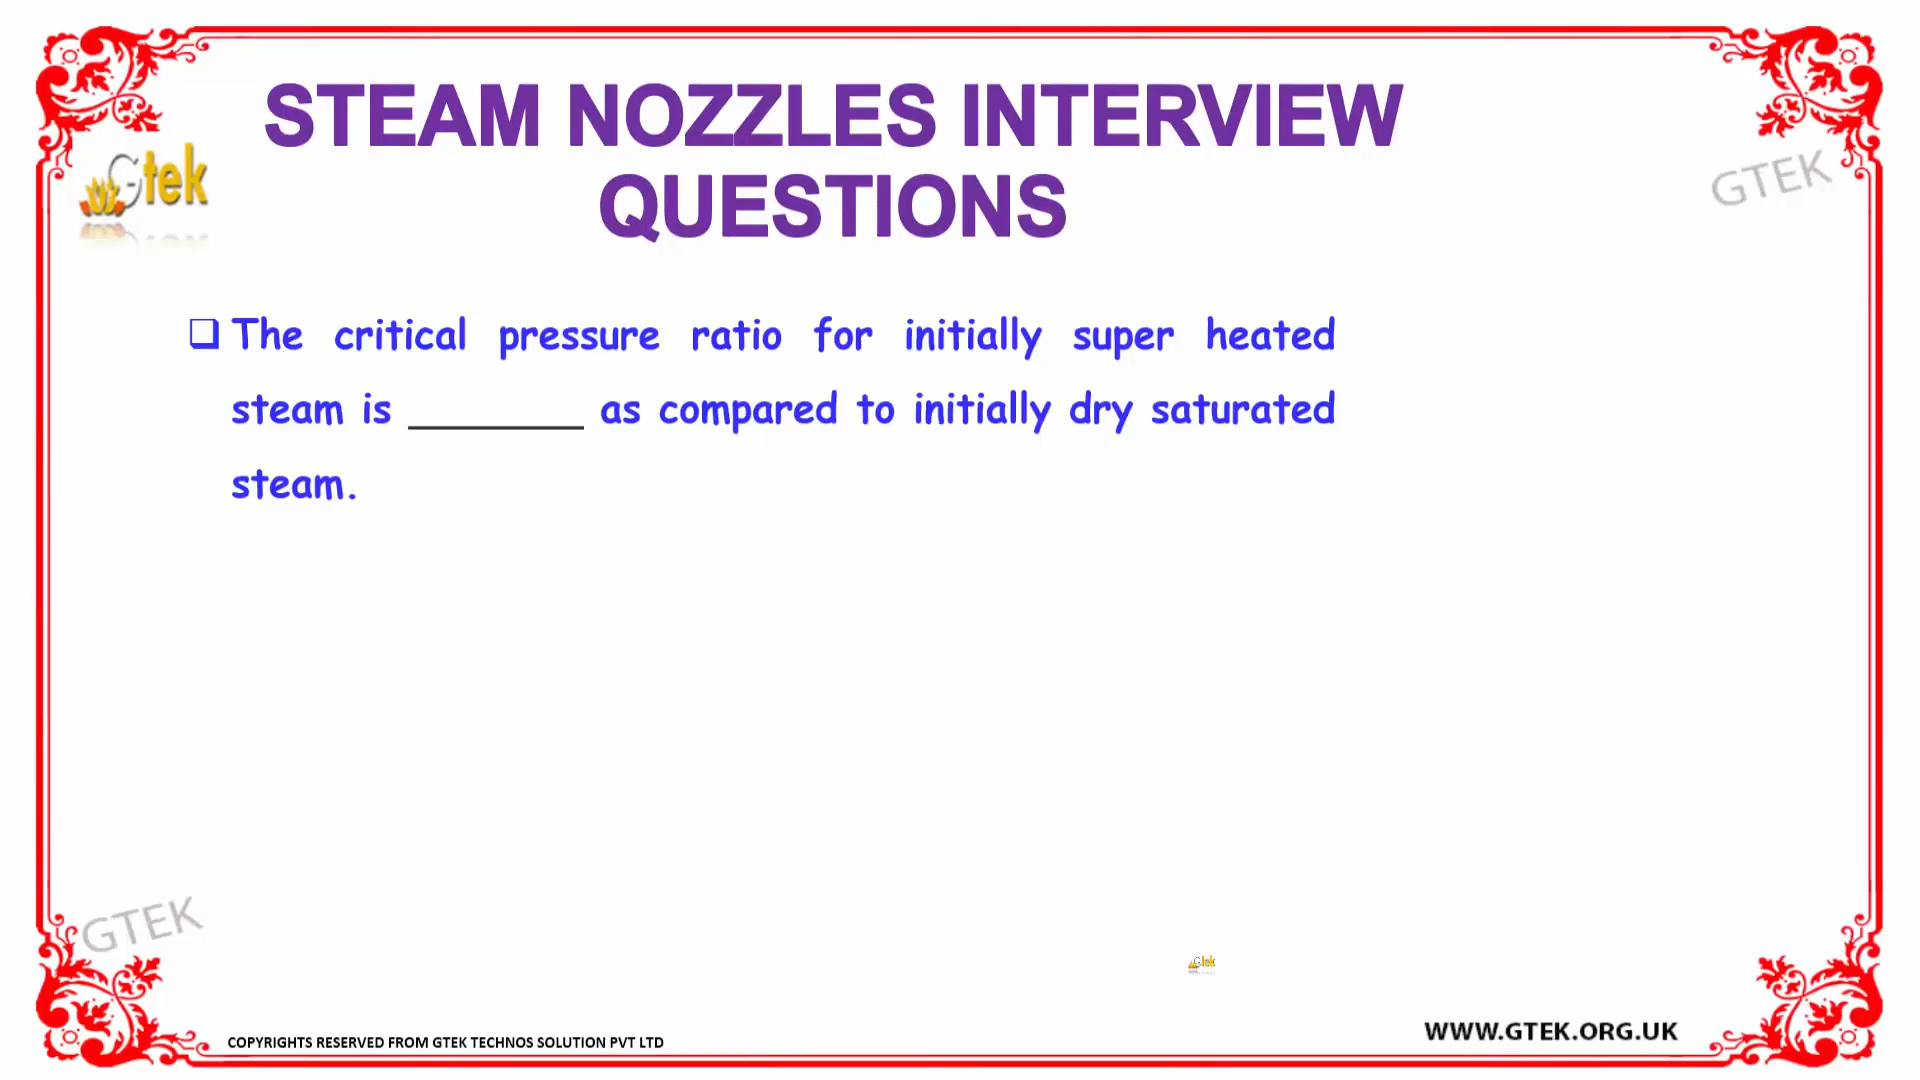 STEAM NOZZLES INTERVIEW
QUESTIONS
Gtek
GTEK
The critical pressure ratio for initially super heated
steam is ________ as compared to initially dry saturated
steam.
GTEK
Gtek
COPYRIGHTS RESERVED FROM GTEK TECHNOS SOLUTION PVT LTD
WWW.GTEK.ORG.UK